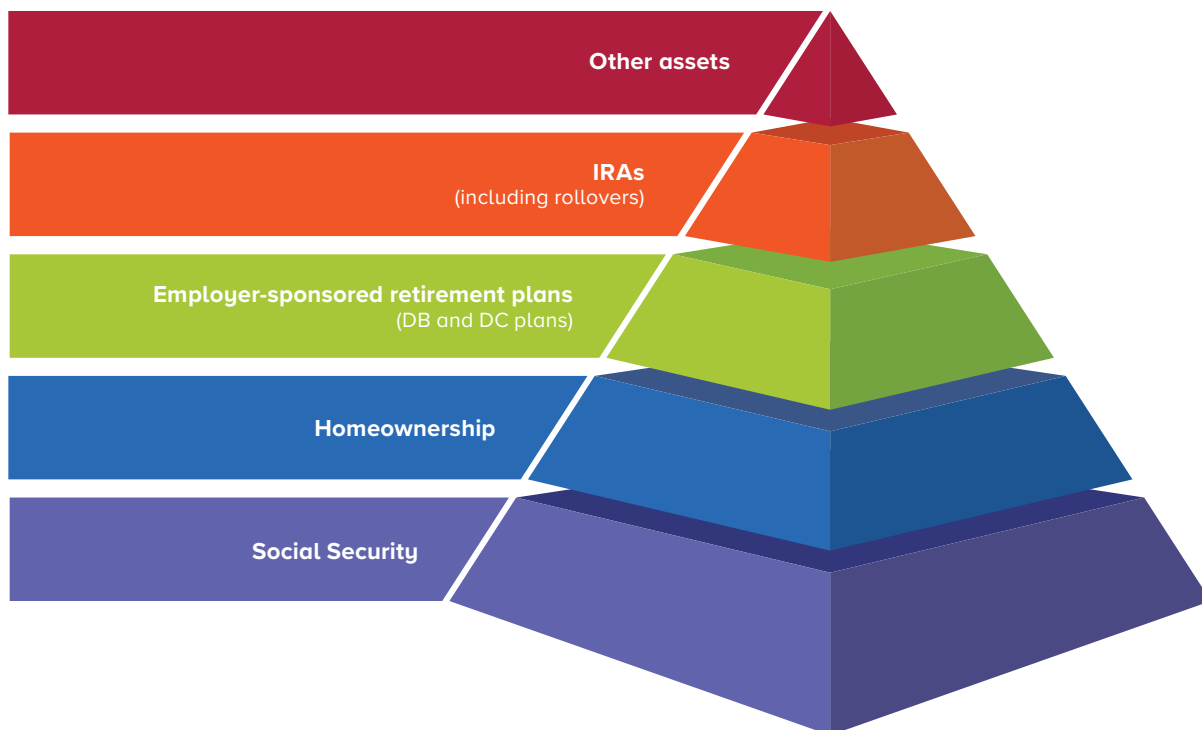 Other assets
IRAs
(including rollovers)
Employer-sponsored retirement plans
(DB and DC plans)
Homeownership
Social Security